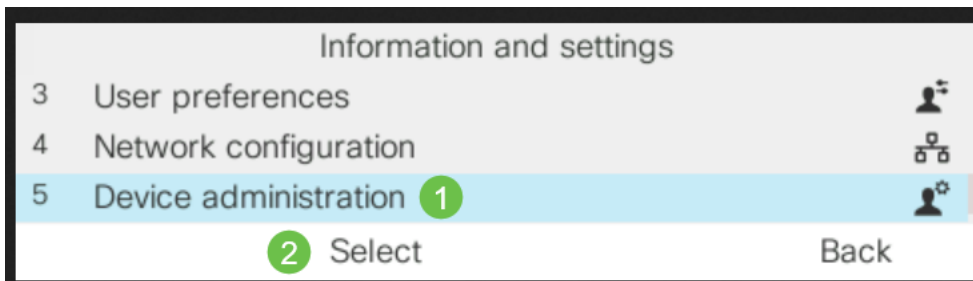 Information and settings
3 User preferences
4 Network configuration
5 Device administration 1
2 Select Back